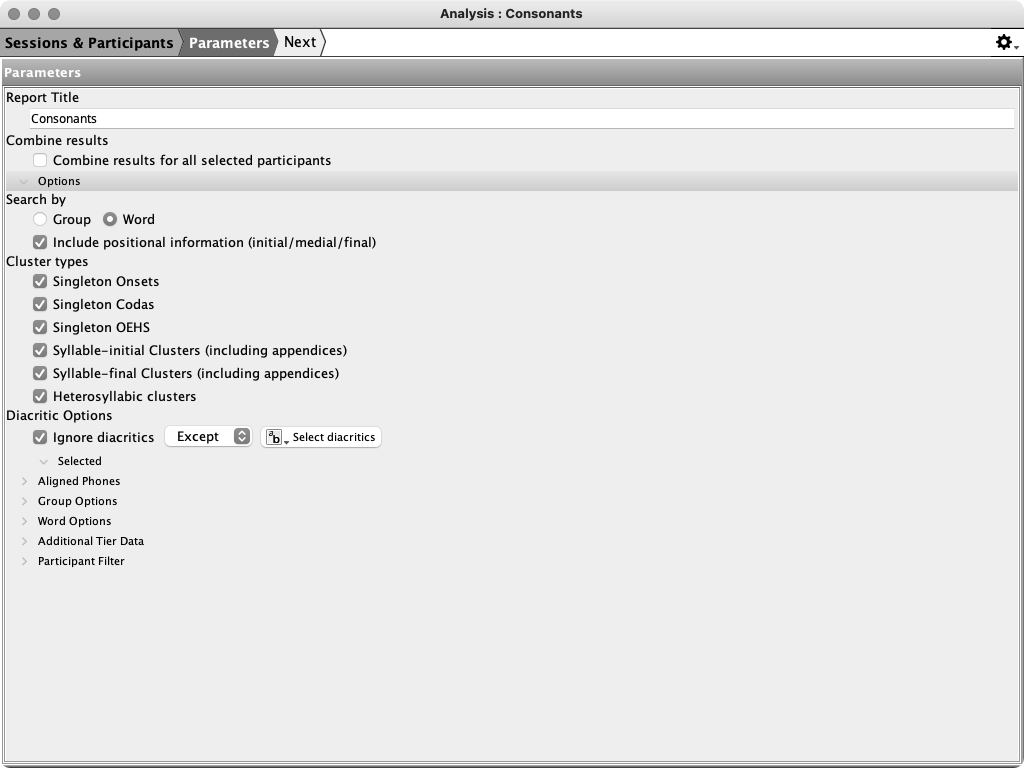 Analysis : Consonants
Sessions & Participants Parameters Next
Parameters
Report Title
Consonants
Combine results
Combine results for all selected participants
Options
Search by
Group Word
Include positional information (initial/medial/final)
Cluster types
Singleton Onsets
Singleton Codas
Singleton OEHS
Syllable-initial Clusters (including appendices)
Syllable-final Clusters (including appendices)
Heterosyllabic clusters
Diacritic Options
Ignore diacritics Except ab Select diacritics
Selected
Aligned Phones
Group Options
Word Options
Additional Tier Data
Participant Filter